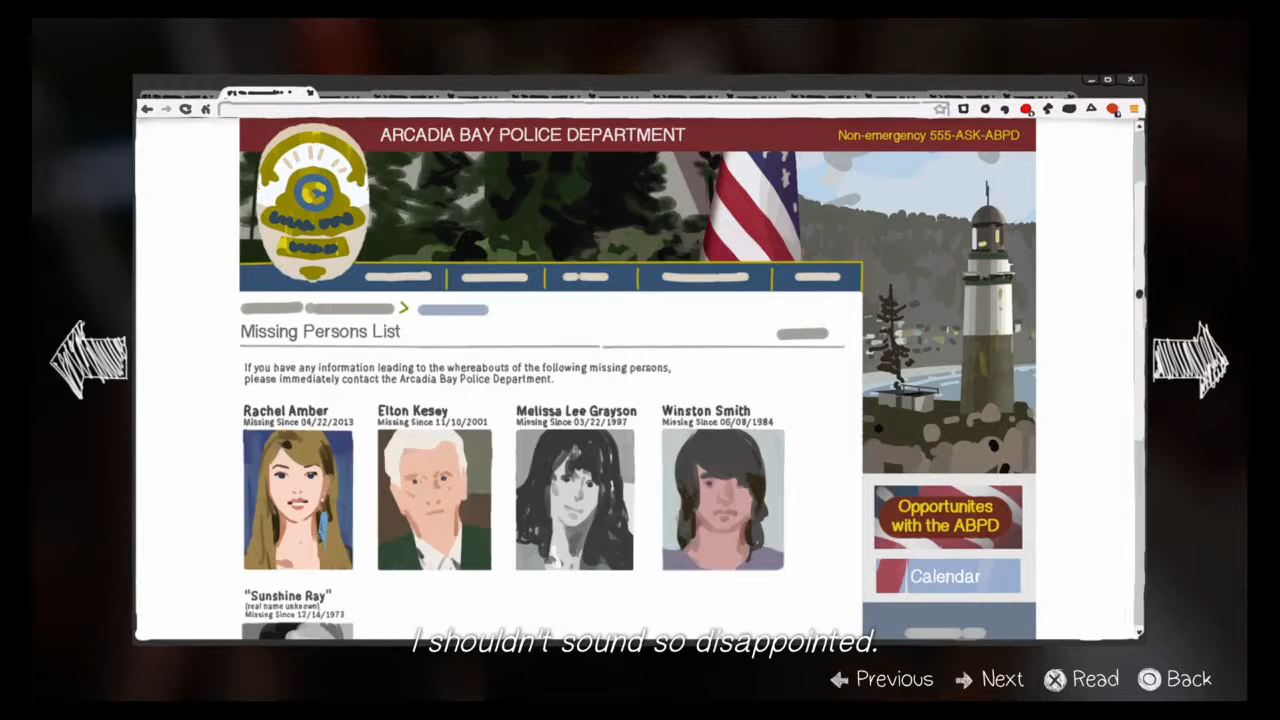 ARCADIA BAY POLICE DEPARTMENT
Non-emergency 555-ASK-ABPD
Missing Persons List
If you have any information leading to the whereabouts of the following missing persons,
please immediately contact the Arcadia Bay Police Department.
Rachel Amber
Missing Since 04/22/2013
Elton Kesey
Missing Since 11/10/2001
Melissa Lee Grayson
Missing Since 03/22/1997
Winston Smith
Missing Since 06/08/1984
Opportunites
with the ABPD
Calendar
"Sunshine Ray"
(real name unknown)
Missing Since 12/14/1973
I shouldn't sound so disappointed.
Previous
Next
Read
Back